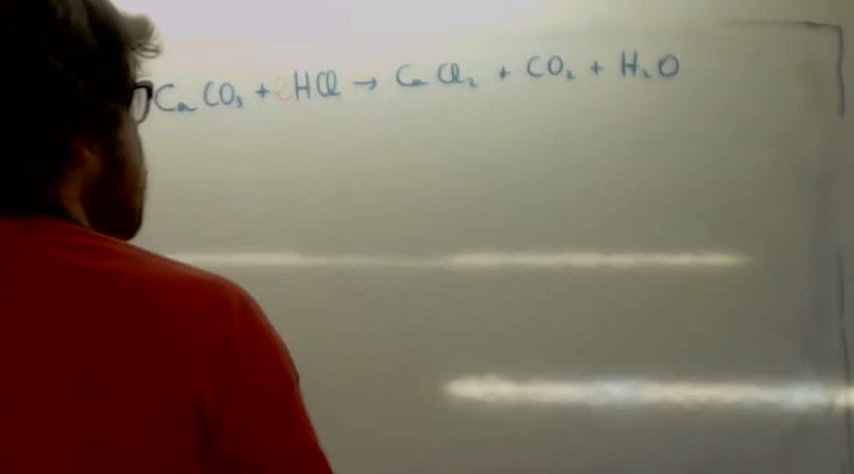 CaCO₃ + 2HCl → CaCl₂ + CO₂ + H₂O